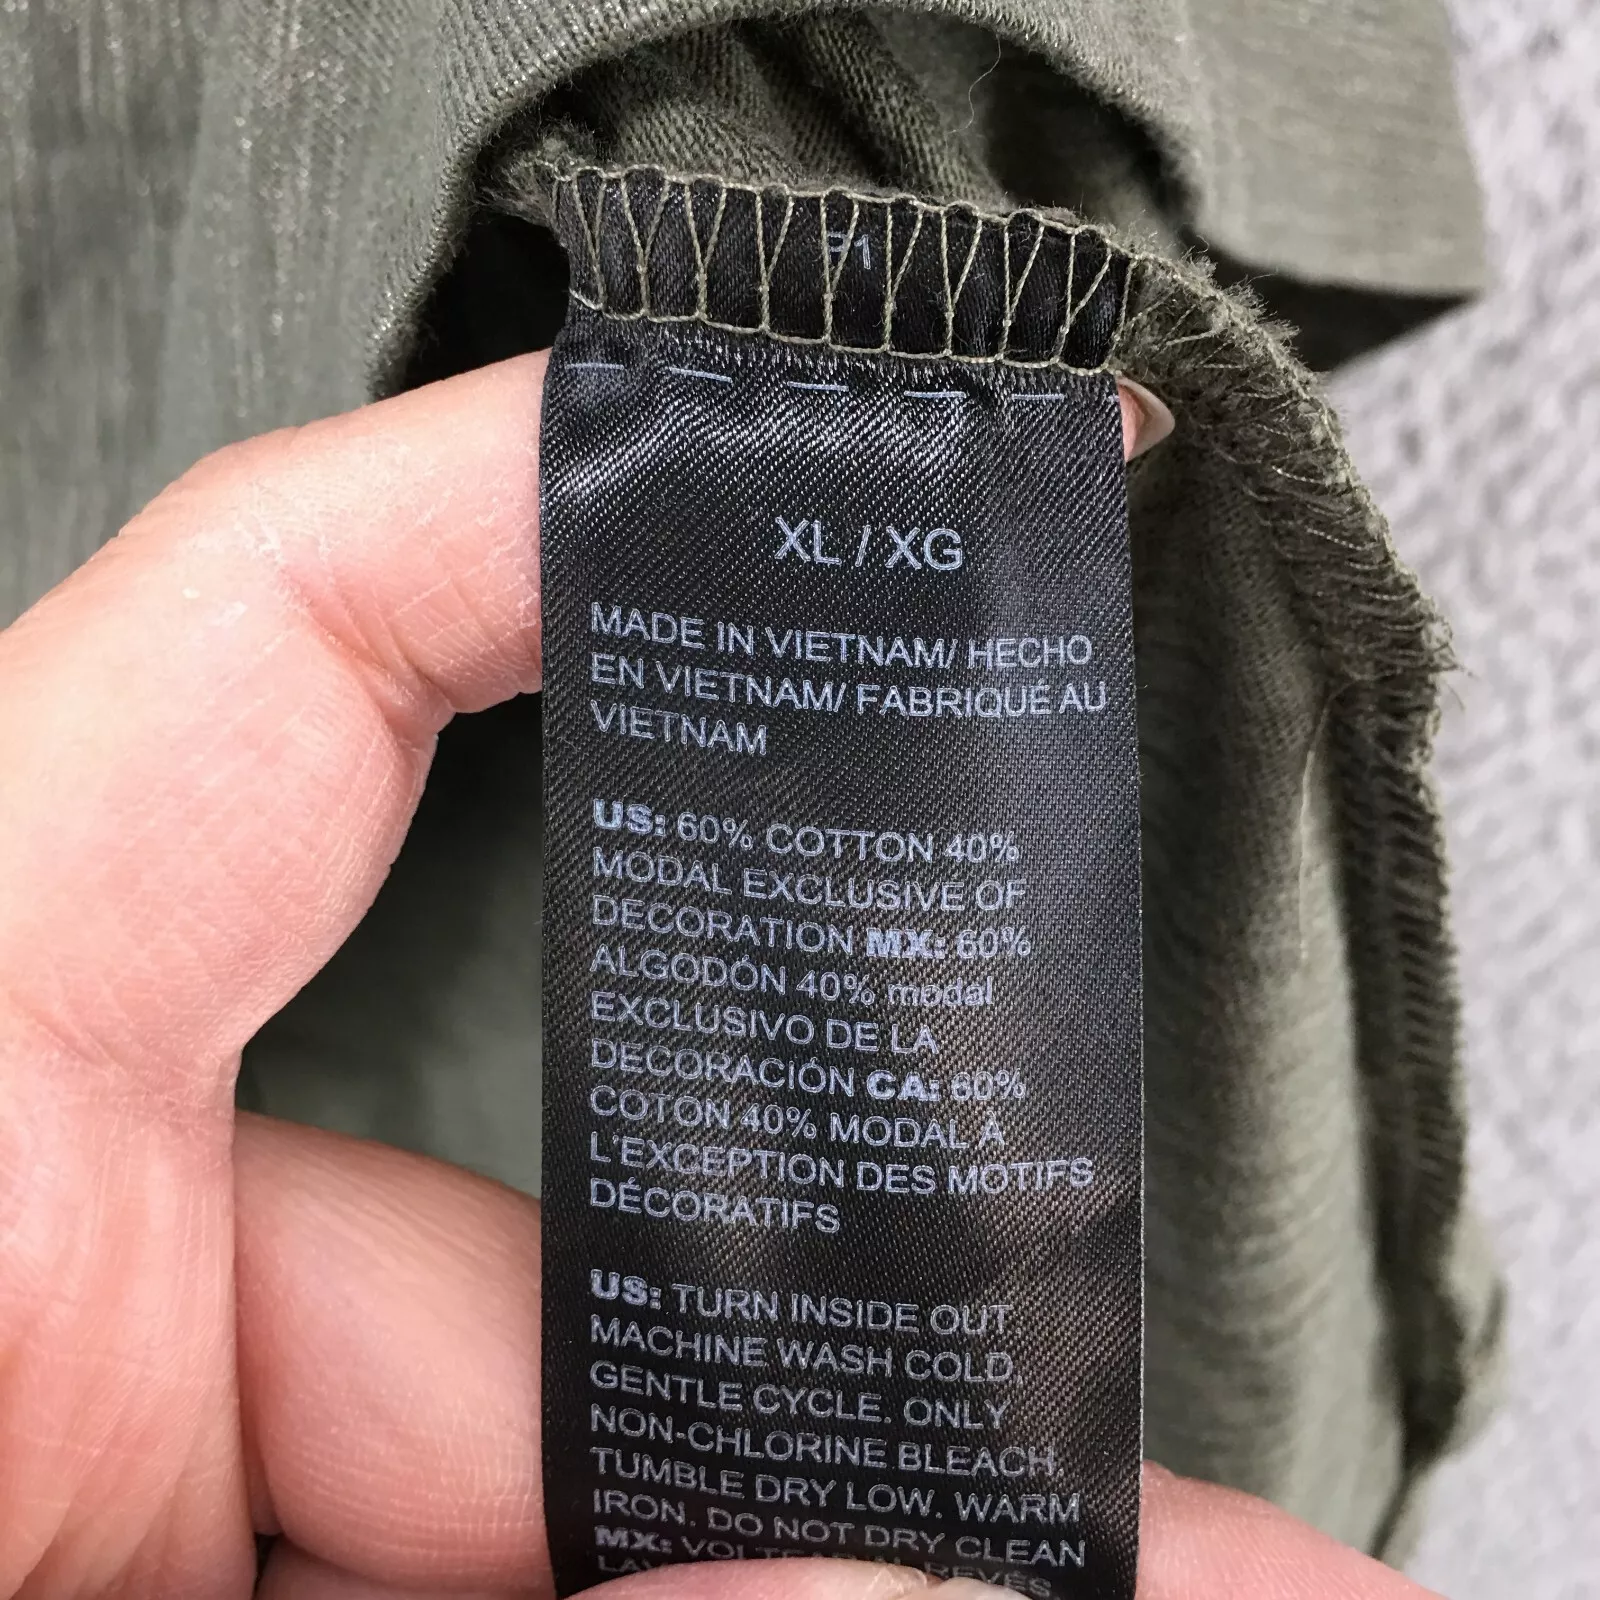 XL / XG
MADE IN VIETNAM/ HECHO
EN VIETNAM/ FABRIQUÉ AU
VIETNAM
US: 60% COTTON 40%
MODAL EXCLUSIVE OF
DECORATION MX: 60%
ALGODÓN 40% modal
EXCLUSIVO DE LA
DECORACIÓN CA: 60%
COTON 40% MODAL À
L'EXCEPTION DES MOTIFS
DÉCORATIFS
US: TURN INSIDE OUT.
MACHINE WASH COLD.
GENTLE CYCLE. ONLY
NON-CHLORINE BLEACH.
TUMBLE DRY LOW. WARM
IRON. DO NOT DRY CLEAN
MX: REVÉS